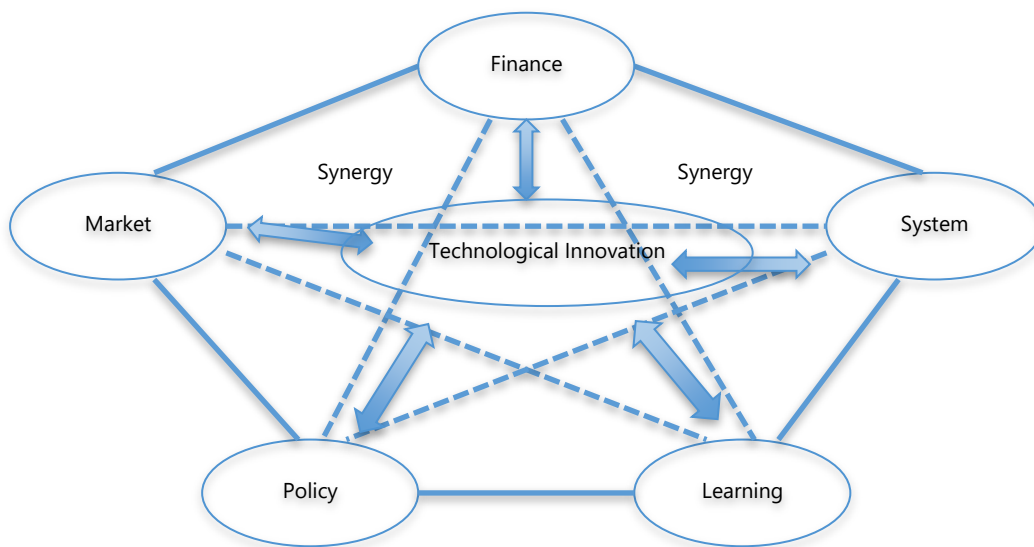 Finance
Synergy
Synergy
Market
System
Technological Innovation
Policy
Learning